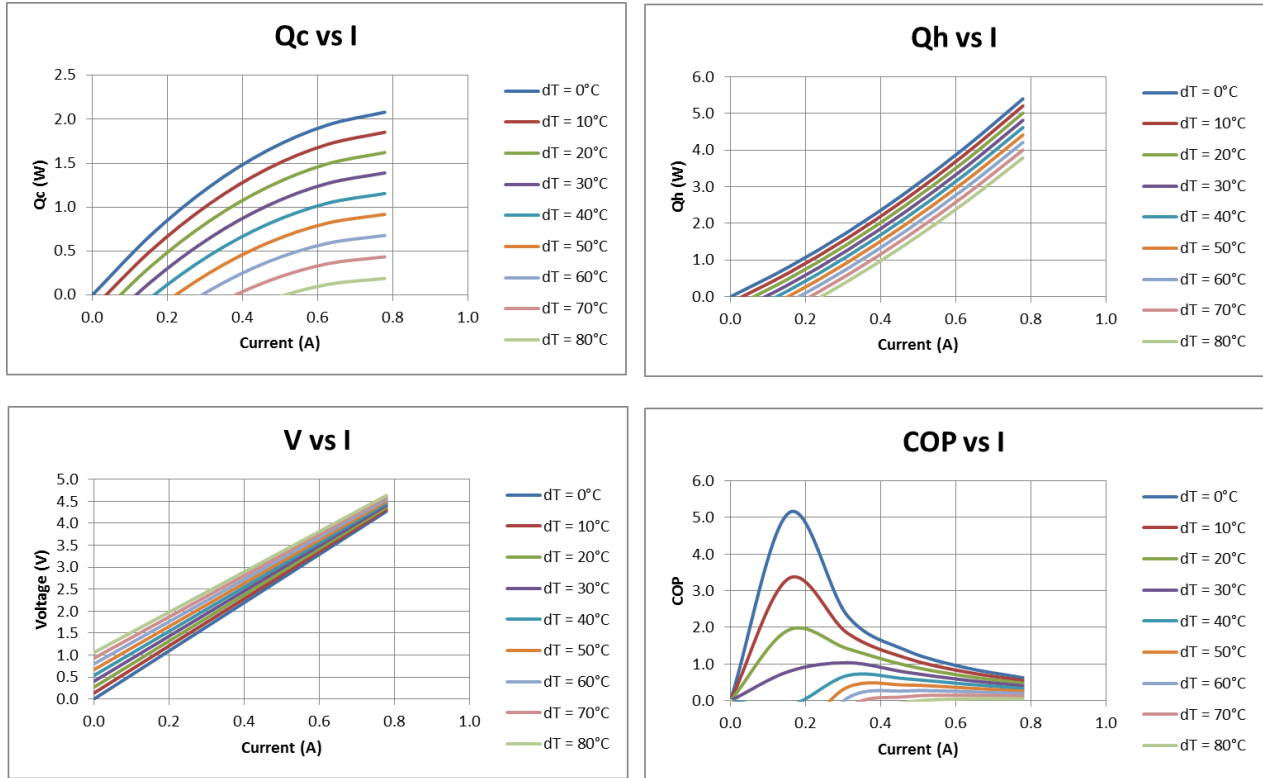 Qc vs I
2.5
2.0
1.5
1.0
0.5
0.0
Qc (W)
0.0 0.2 0.4 0.6 0.8 1.0
Current (A)
dT = 0°C
dT = 10°C
dT = 20°C
dT = 30°C
dT = 40°C
dT = 50°C
dT = 60°C
dT = 70°C
dT = 80°C
Qh vs I
6.0
5.0
4.0
3.0
2.0
1.0
0.0
Qh (W)
0.0 0.2 0.4 0.6 0.8 1.0
Current (A)
dT = 0°C
dT = 10°C
dT = 20°C
dT = 30°C
dT = 40°C
dT = 50°C
dT = 60°C
dT = 70°C
dT = 80°C
V vs I
5.0
4.5
4.0
3.5
3.0
2.5
2.0
1.5
1.0
0.5
0.0
Voltage (V)
0.0 0.2 0.4 0.6 0.8 1.0
Current (A)
dT = 0°C
dT = 10°C
dT = 20°C
dT = 30°C
dT = 40°C
dT = 50°C
dT = 60°C
dT = 70°C
dT = 80°C
COP vs I
6.0
5.0
4.0
3.0
2.0
1.0
0.0
COP
0.0 0.2 0.4 0.6 0.8 1.0
Current (A)
dT = 0°C
dT = 10°C
dT = 20°C
dT = 30°C
dT = 40°C
dT = 50°C
dT = 60°C
dT = 70°C
dT = 80°C